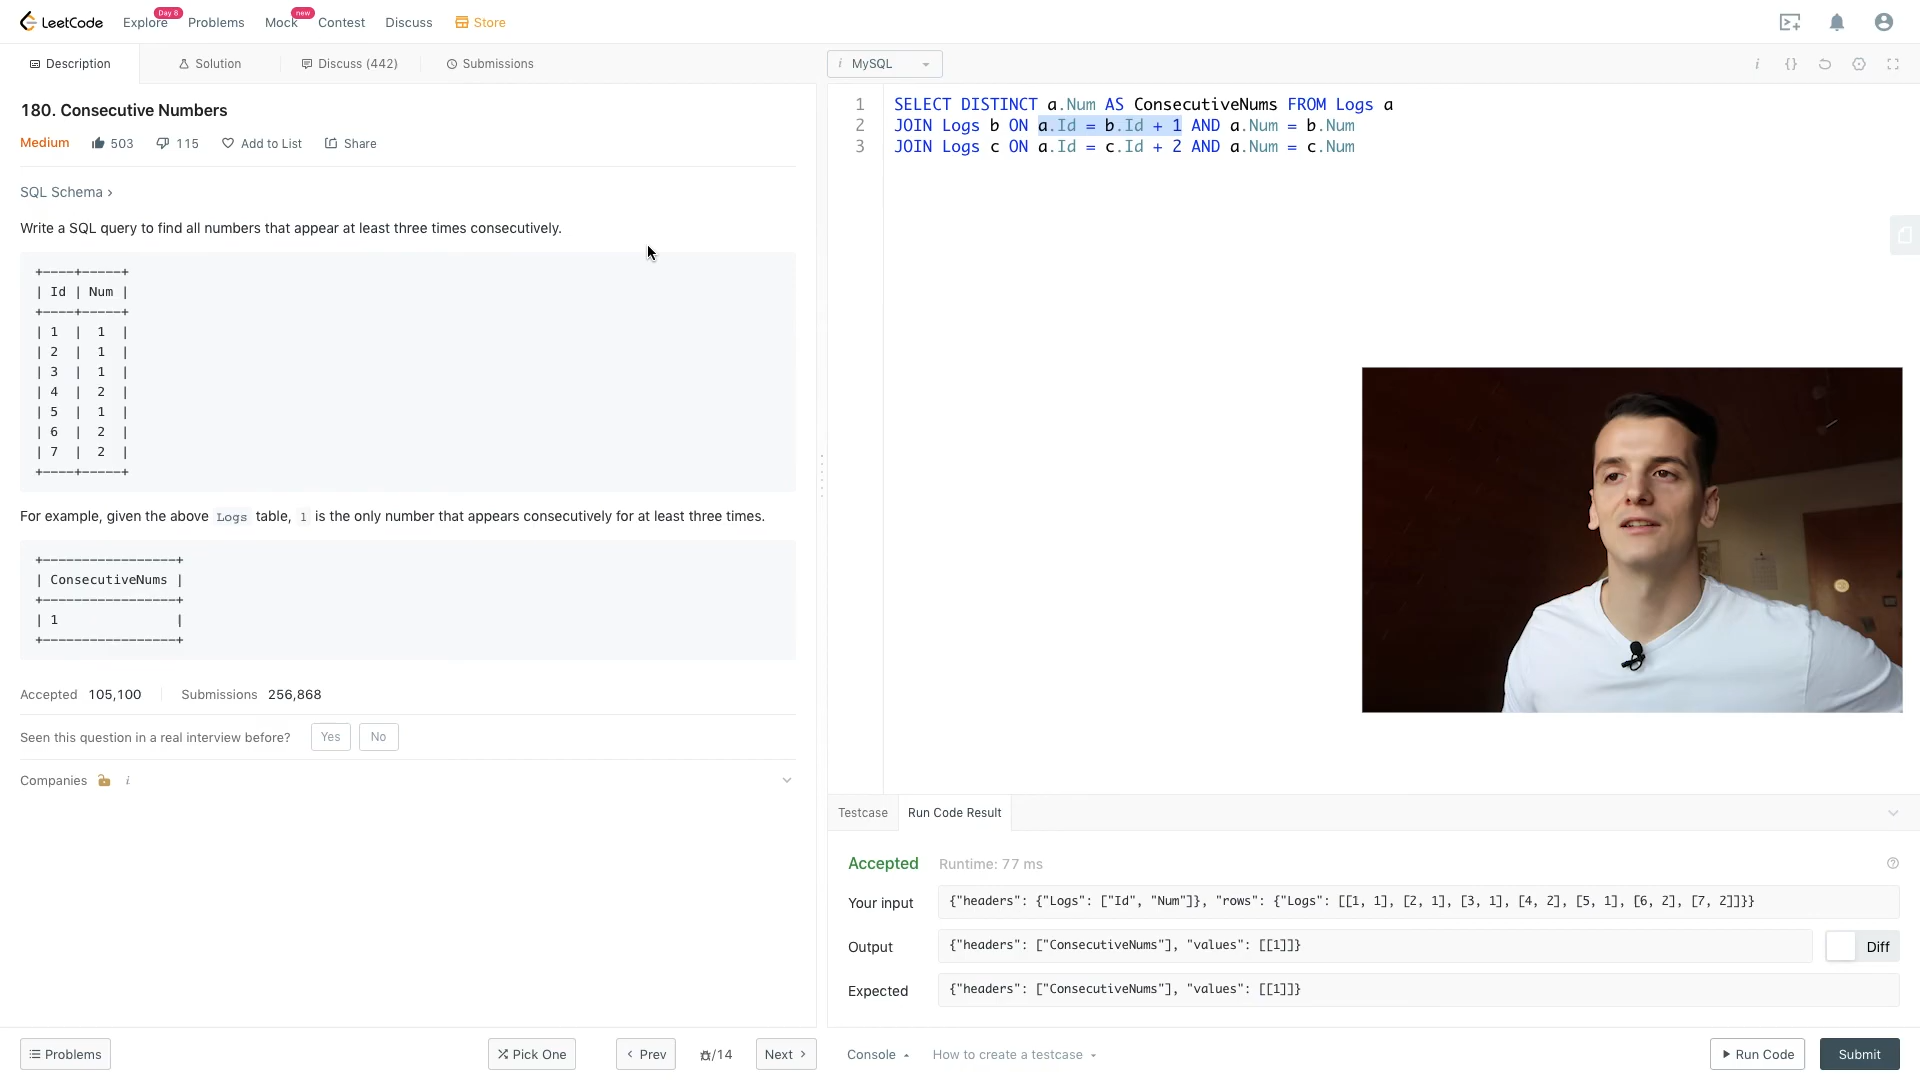 LeetCode
Explore
Day 8
Problems
Mock
new
Contest
Discuss
Store
Description
Solution
Discuss (442)
Submissions
i MySQL
i {}
180. Consecutive Numbers
Medium
503
115
Add to List
Share
SQL Schema ›
Write a SQL query to find all numbers that appear at least three times consecutively.
+----+-----+
| Id | Num |
+----+-----+
| 1  |  1  |
| 2  |  1  |
| 3  |  1  |
| 4  |  2  |
| 5  |  1  |
| 6  |  2  |
| 7  |  2  |
+----+-----+
For example, given the above Logs table, 1 is the only number that appears consecutively for at least three times.
+-----------------+
| ConsecutiveNums |
+-----------------+
| 1               |
+-----------------+
Accepted 105,100
Submissions 256,868
Seen this question in a real interview before?
Yes
No
Companies i
1 SELECT DISTINCT a.Num AS ConsecutiveNums FROM Logs a
2 JOIN Logs b ON a.Id = b.Id + 1 AND a.Num = b.Num
3 JOIN Logs c ON a.Id = c.Id + 2 AND a.Num = c.Num
Testcase
Run Code Result
Accepted
Runtime: 77 ms
Your input
{"headers": {"Logs": ["Id", "Num"]}, "rows": {"Logs": [[1, 1], [2, 1], [3, 1], [4, 2], [5, 1], [6, 2], [7, 2]]}}
Output
{"headers": ["ConsecutiveNums"], "values": [[1]]}
Diff
Expected
{"headers": ["ConsecutiveNums"], "values": [[1]]}
Problems
Pick One
‹ Prev
/14
Next ›
Console
How to create a testcase
Run Code
Submit